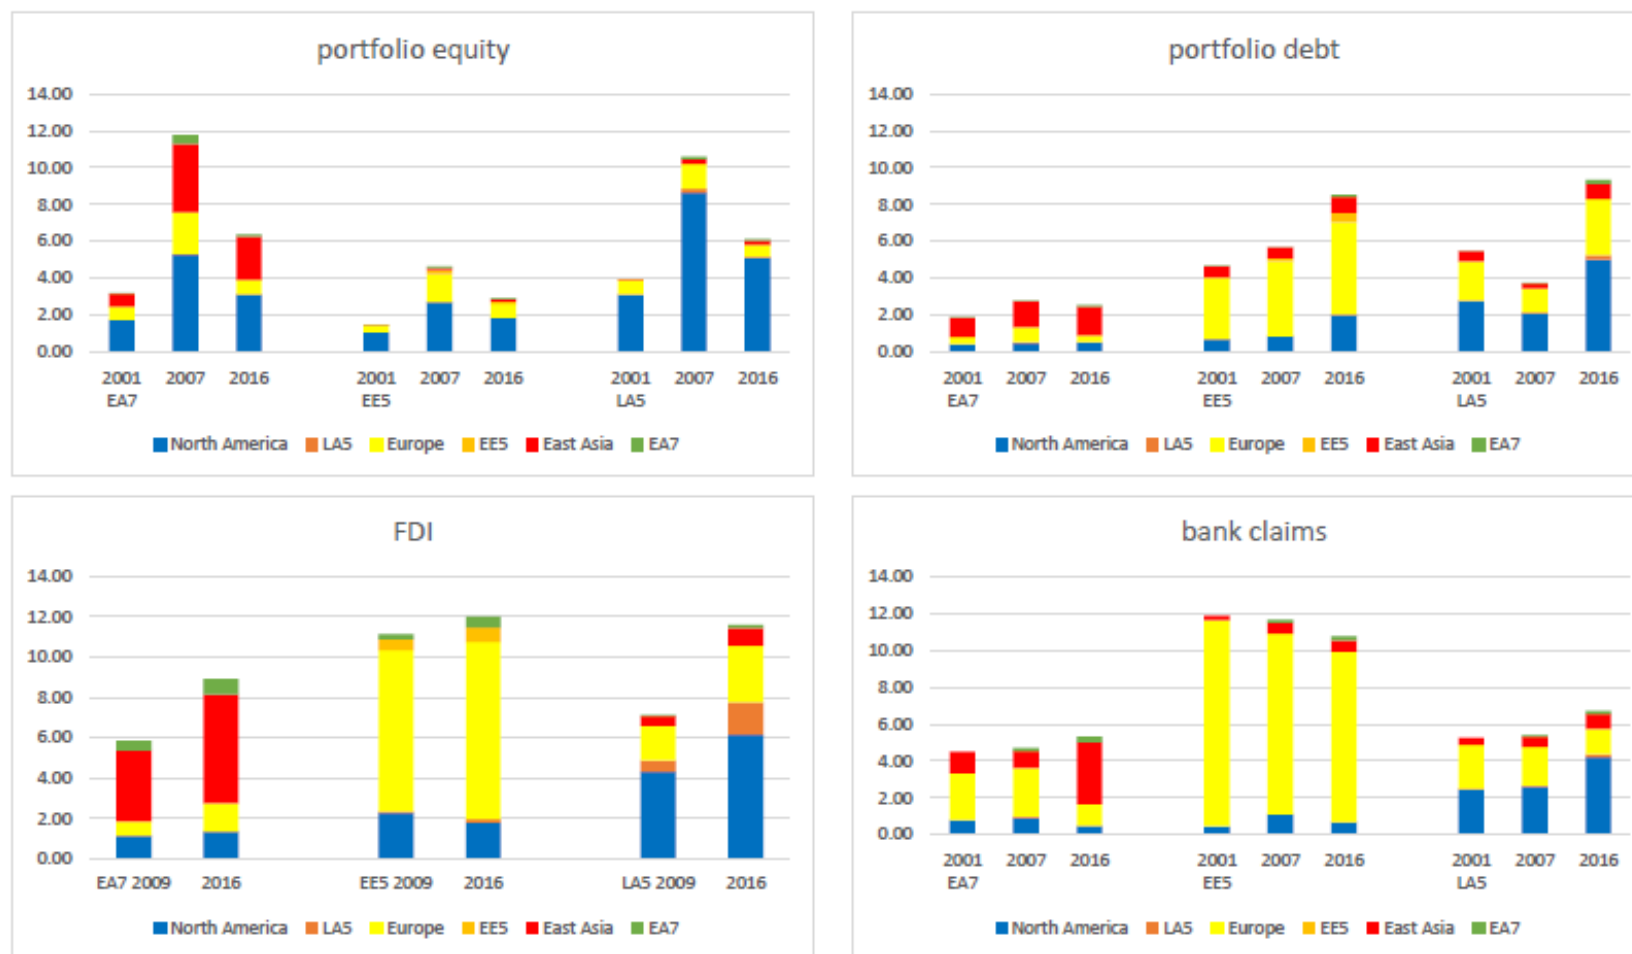 portfolio equity
14.00
12.00
10.00
8.00
6.00
4.00
2.00
0.00
2001 2007 2016 2001 2007 2016 2001 2007 2016
EA7 EE5 LA5
North America LA5 Europe EE5 East Asia EA7
portfolio debt
14.00
12.00
10.00
8.00
6.00
4.00
2.00
0.00
2001 2007 2016 2001 2007 2016 2001 2007 2016
EA7 EE5 LA5
North America LA5 Europe EE5 East Asia EA7
FDI
14.00
12.00
10.00
8.00
6.00
4.00
2.00
0.00
EA7 2009 2016 EE5 2009 2016 LA5 2009 2016
North America LA5 Europe EE5 East Asia EA7
bank claims
14.00
12.00
10.00
8.00
6.00
4.00
2.00
0.00
2001 2007 2016 2001 2007 2016 2001 2007 2016
EA7 EE5 LA5
North America LA5 Europe EE5 East Asia EA7